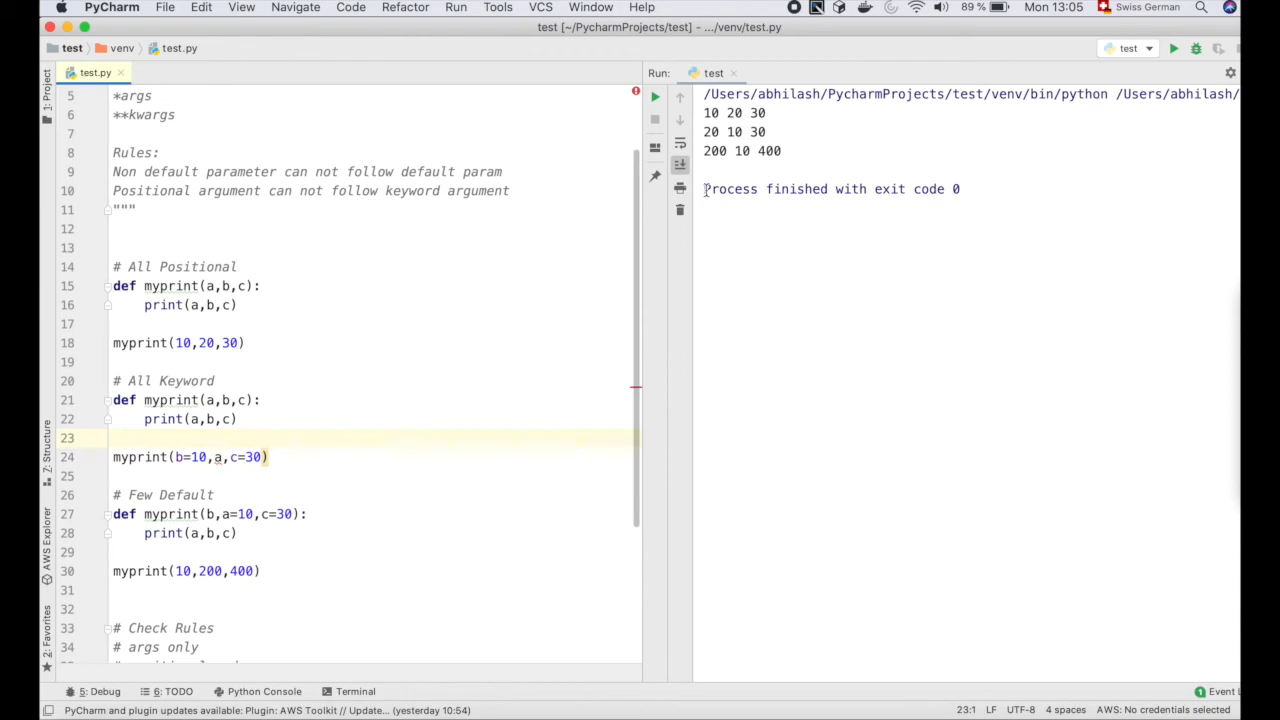 PyCharm File Edit View Navigate Code Refactor Run Tools VCS Window Help 89 % Mon 13:05 Swiss German
test [~/PycharmProjects/test] - .../venv/test.py
test venv test.py test
test.py Run: test
5 *args
6 **kwargs
7
8 Rules:
9 Non default parameter can not follow default param
10 Positional argument can not follow keyword argument
11 """
12
13
14 # All Positional
15 def myprint(a,b,c):
16 print(a,b,c)
17
18 myprint(10,20,30)
19
20 # All Keyword
21 def myprint(a,b,c):
22 print(a,b,c)
23
24 myprint(b=10,a,c=30)
25
26 # Few Default
27 def myprint(b,a=10,c=30):
28 print(a,b,c)
29
30 myprint(10,200,400)
31
32
33 # Check Rules
34 # args only
/Users/abhilash/PycharmProjects/test/venv/bin/python /Users/abhilash/
10 20 30
20 10 30
200 10 400
Process finished with exit code 0
1: Project
7: Structure
AWS Explorer
2: Favorites
5: Debug 6: TODO Python Console Terminal 1 Event L
PyCharm and plugin updates available: Plugin: AWS Toolkit // Update... (yesterday 10:54) 23:1 LF UTF-8 4 spaces AWS: No credentials selected